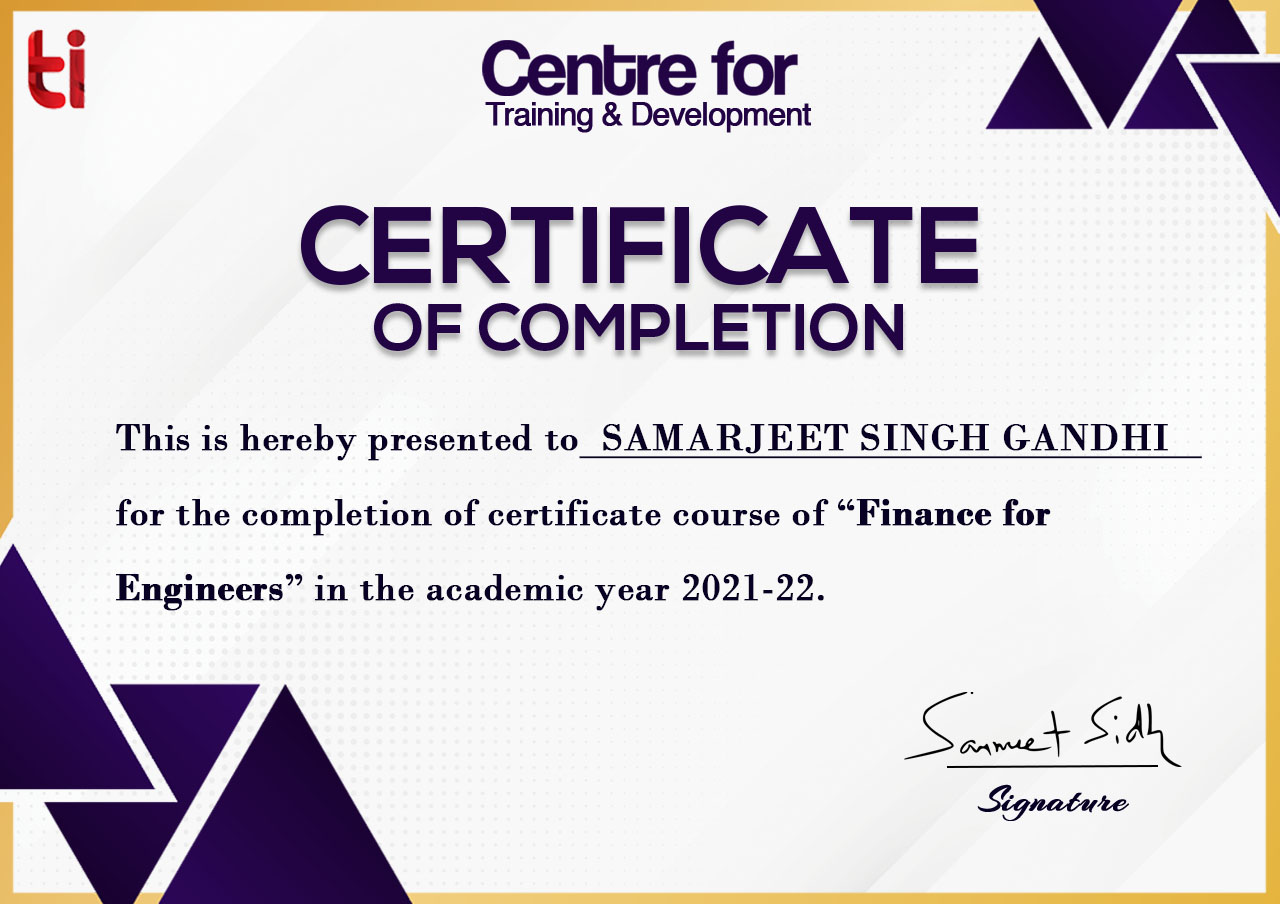 ti
Centre for
Training & Development
CERTIFICATE
OF COMPLETION
This is hereby presented to SAMARJEET SINGH GANDHI
for the completion of certificate course of “Finance for
Engineers” in the academic year 2021-22.
Sanmeet Sidh
Signature